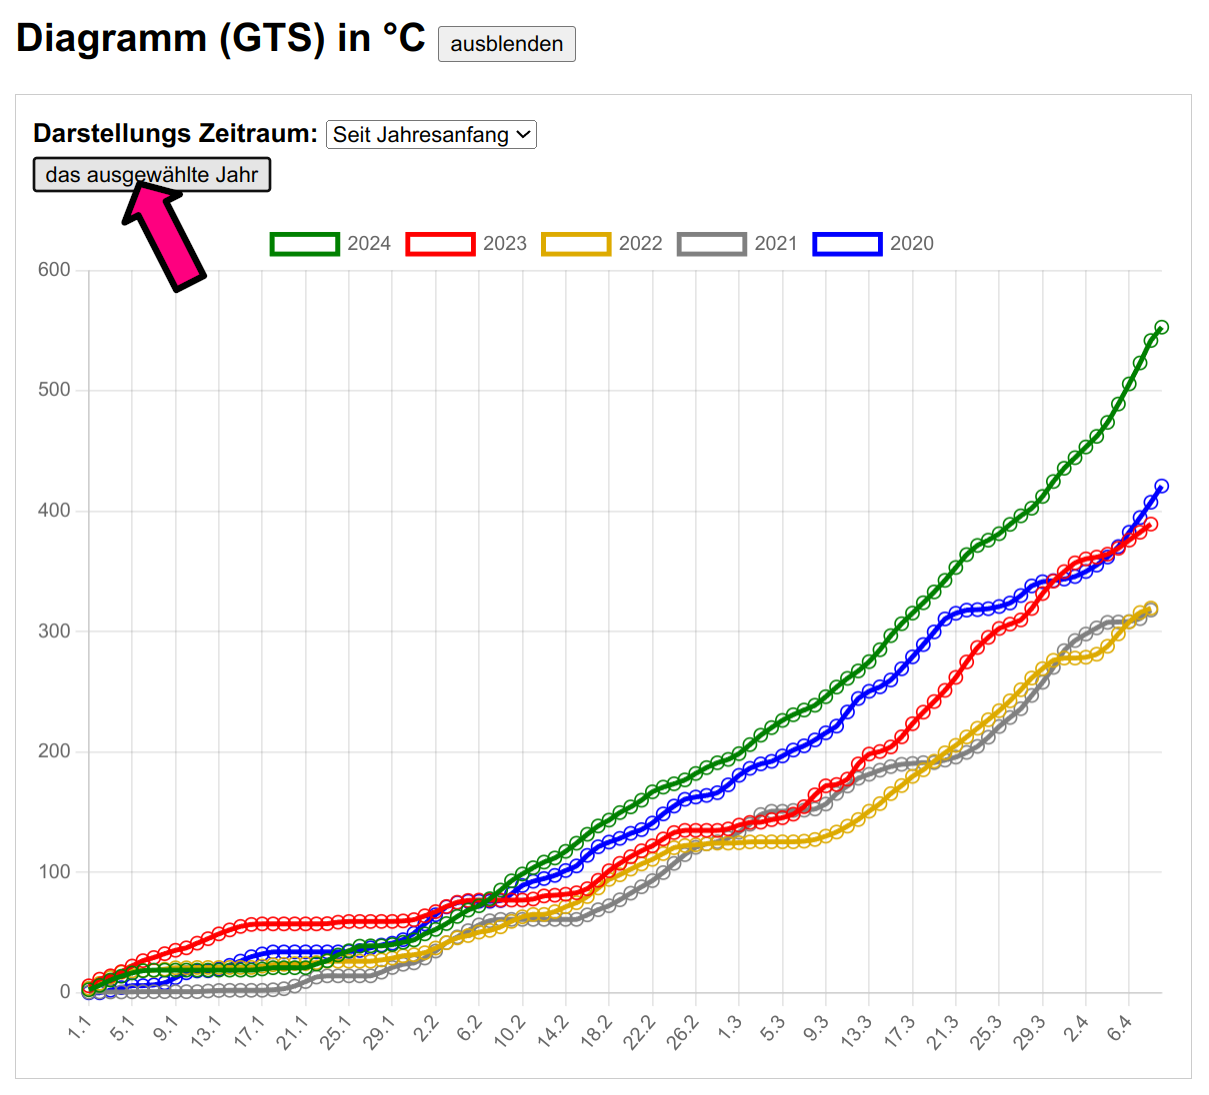 Diagramm (GTS) in °C ausblenden
Darstellungs Zeitraum: Seit Jahresanfang
das ausgewählte Jahr
2024 2023 2022 2021 2020
600
500
400
300
200
100
0
1.1 5.1 9.1 13.1 17.1 21.1 25.1 29.1 2.2 6.2 10.2 14.2 18.2 22.2 26.2 1.3 5.3 9.3 13.3 17.3 21.3 25.3 29.3 2.4 6.4